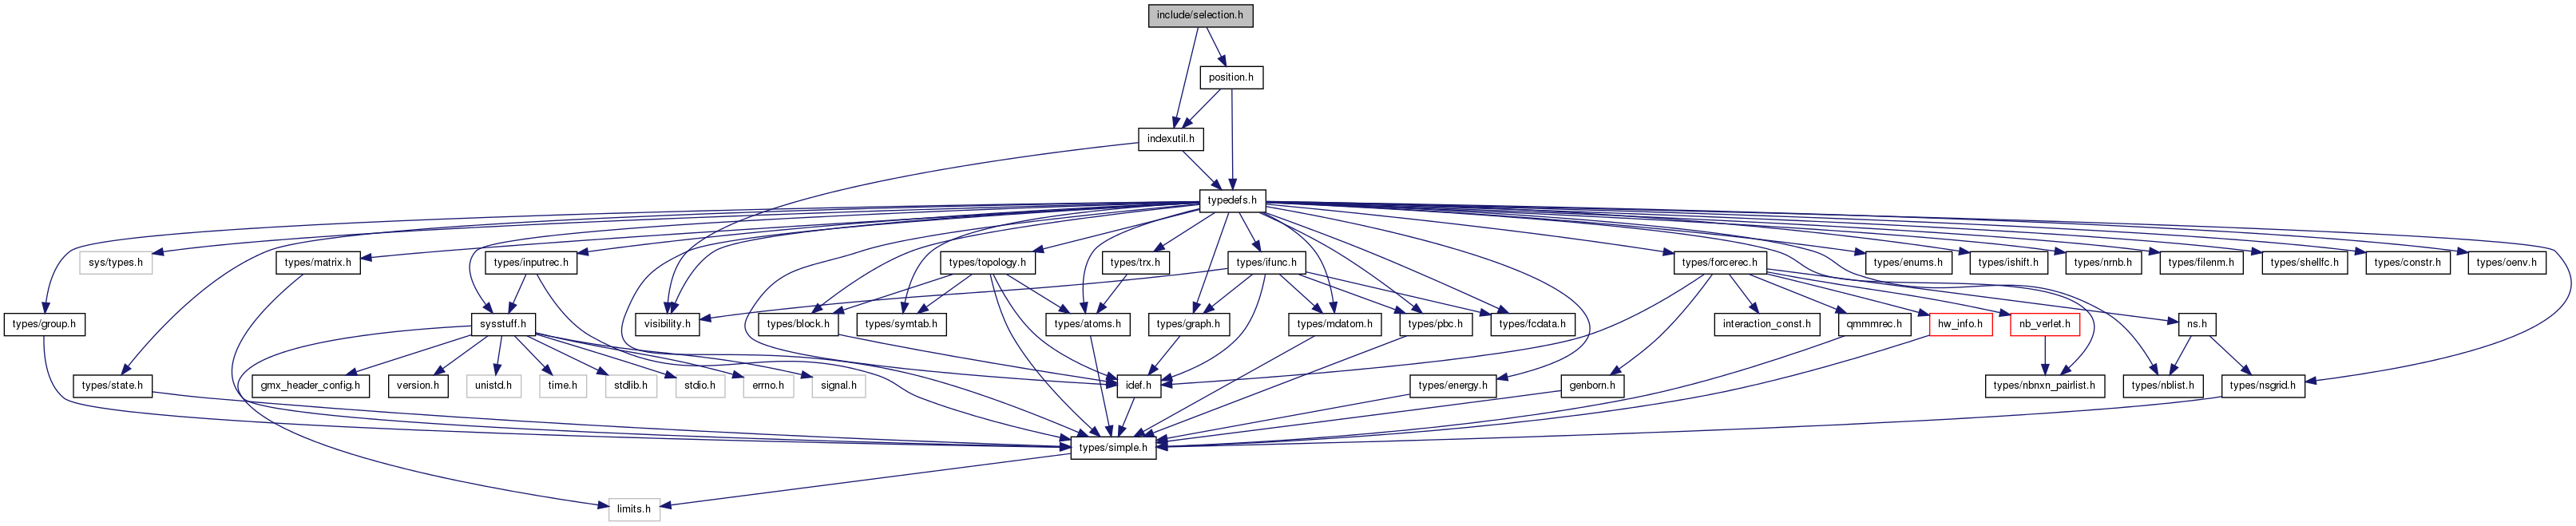 include/selection.h
position.h
indexutil.h
typedefs.h
sys/types.h
types/matrix.h
types/inputrec.h
types/topology.h
types/trx.h
types/ifunc.h
types/forcerec.h
types/enums.h
types/ishift.h
types/nrnb.h
types/filenm.h
types/shellfc.h
types/constr.h
types/oenv.h
types/group.h
sysstuff.h
visibility.h
types/block.h
types/symtab.h
types/atoms.h
types/graph.h
types/mdatom.h
types/pbc.h
types/fcdata.h
interaction_const.h
qmmmrec.h
hw_info.h
nb_verlet.h
ns.h
types/state.h
gmx_header_config.h
version.h
unistd.h
time.h
stdlib.h
stdio.h
errno.h
signal.h
idef.h
types/energy.h
genborn.h
types/nbnxn_pairlist.h
types/nblist.h
types/nsgrid.h
types/simple.h
limits.h